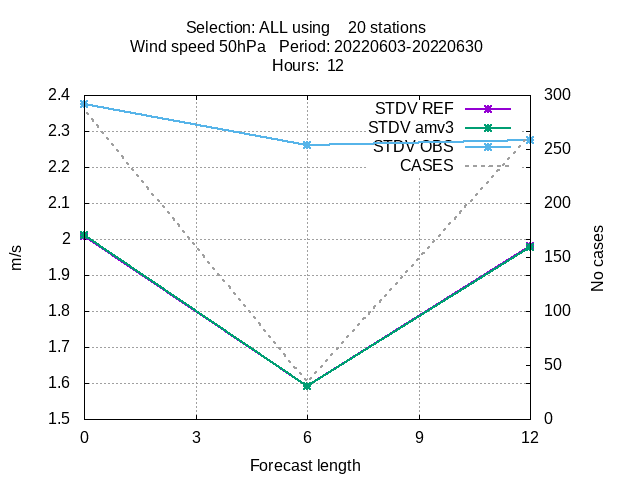 Selection: ALL using 20 stations
Wind speed 50hPa Period: 20220603-20220630
Hours: 12
2.4
2.3
2.2
2.1
2
1.9
1.8
1.7
1.6
1.5
300
250
200
150
100
50
0
STDV REF
STDV amv3
STDV OBS
CASES
m/s
No cases
0 3 6 9 12
Forecast length